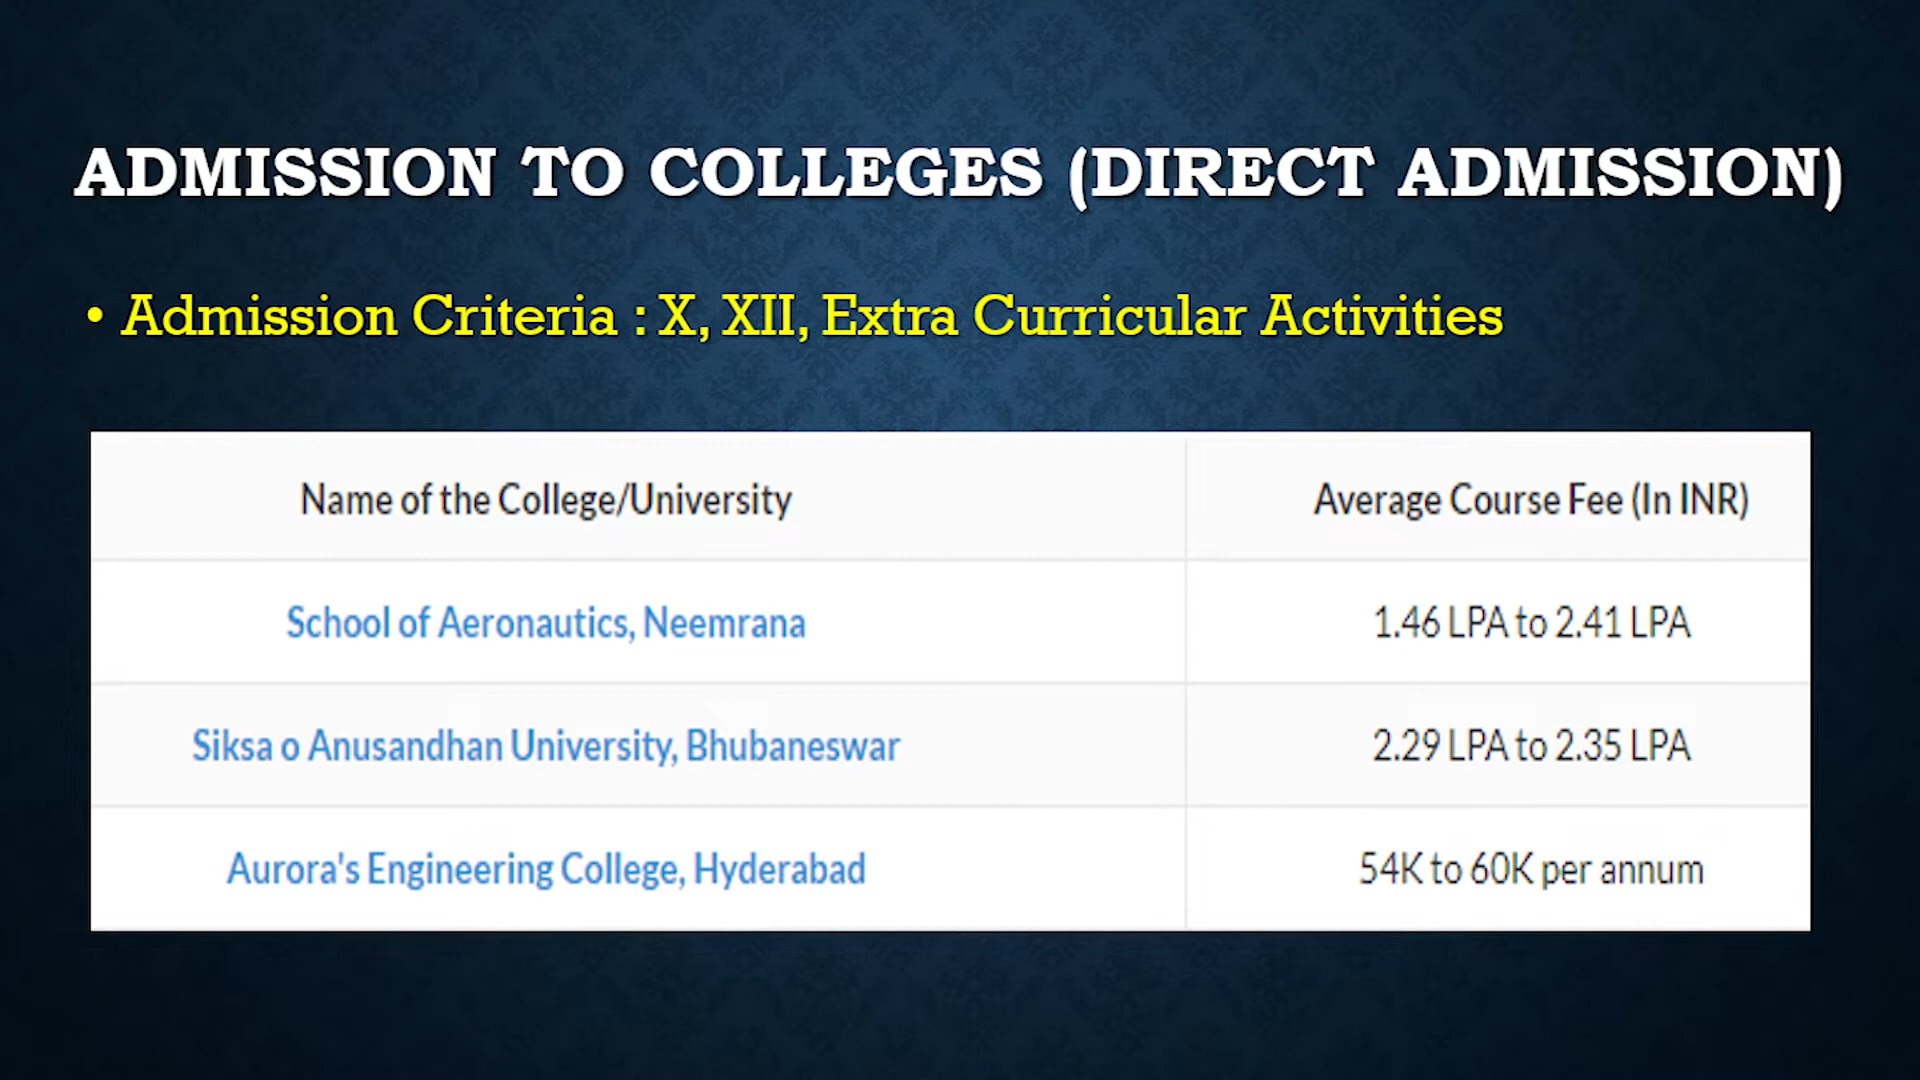 ADMISSION TO COLLEGES (DIRECT ADMISSION)
• Admission Criteria : X, XII, Extra Curricular Activities
Name of the College/University Average Course Fee (In INR)
School of Aeronautics, Neemrana 1.46 LPA to 2.41 LPA
Siksa o Anusandhan University, Bhubaneswar 2.29 LPA to 2.35 LPA
Aurora's Engineering College, Hyderabad 54K to 60K per annum